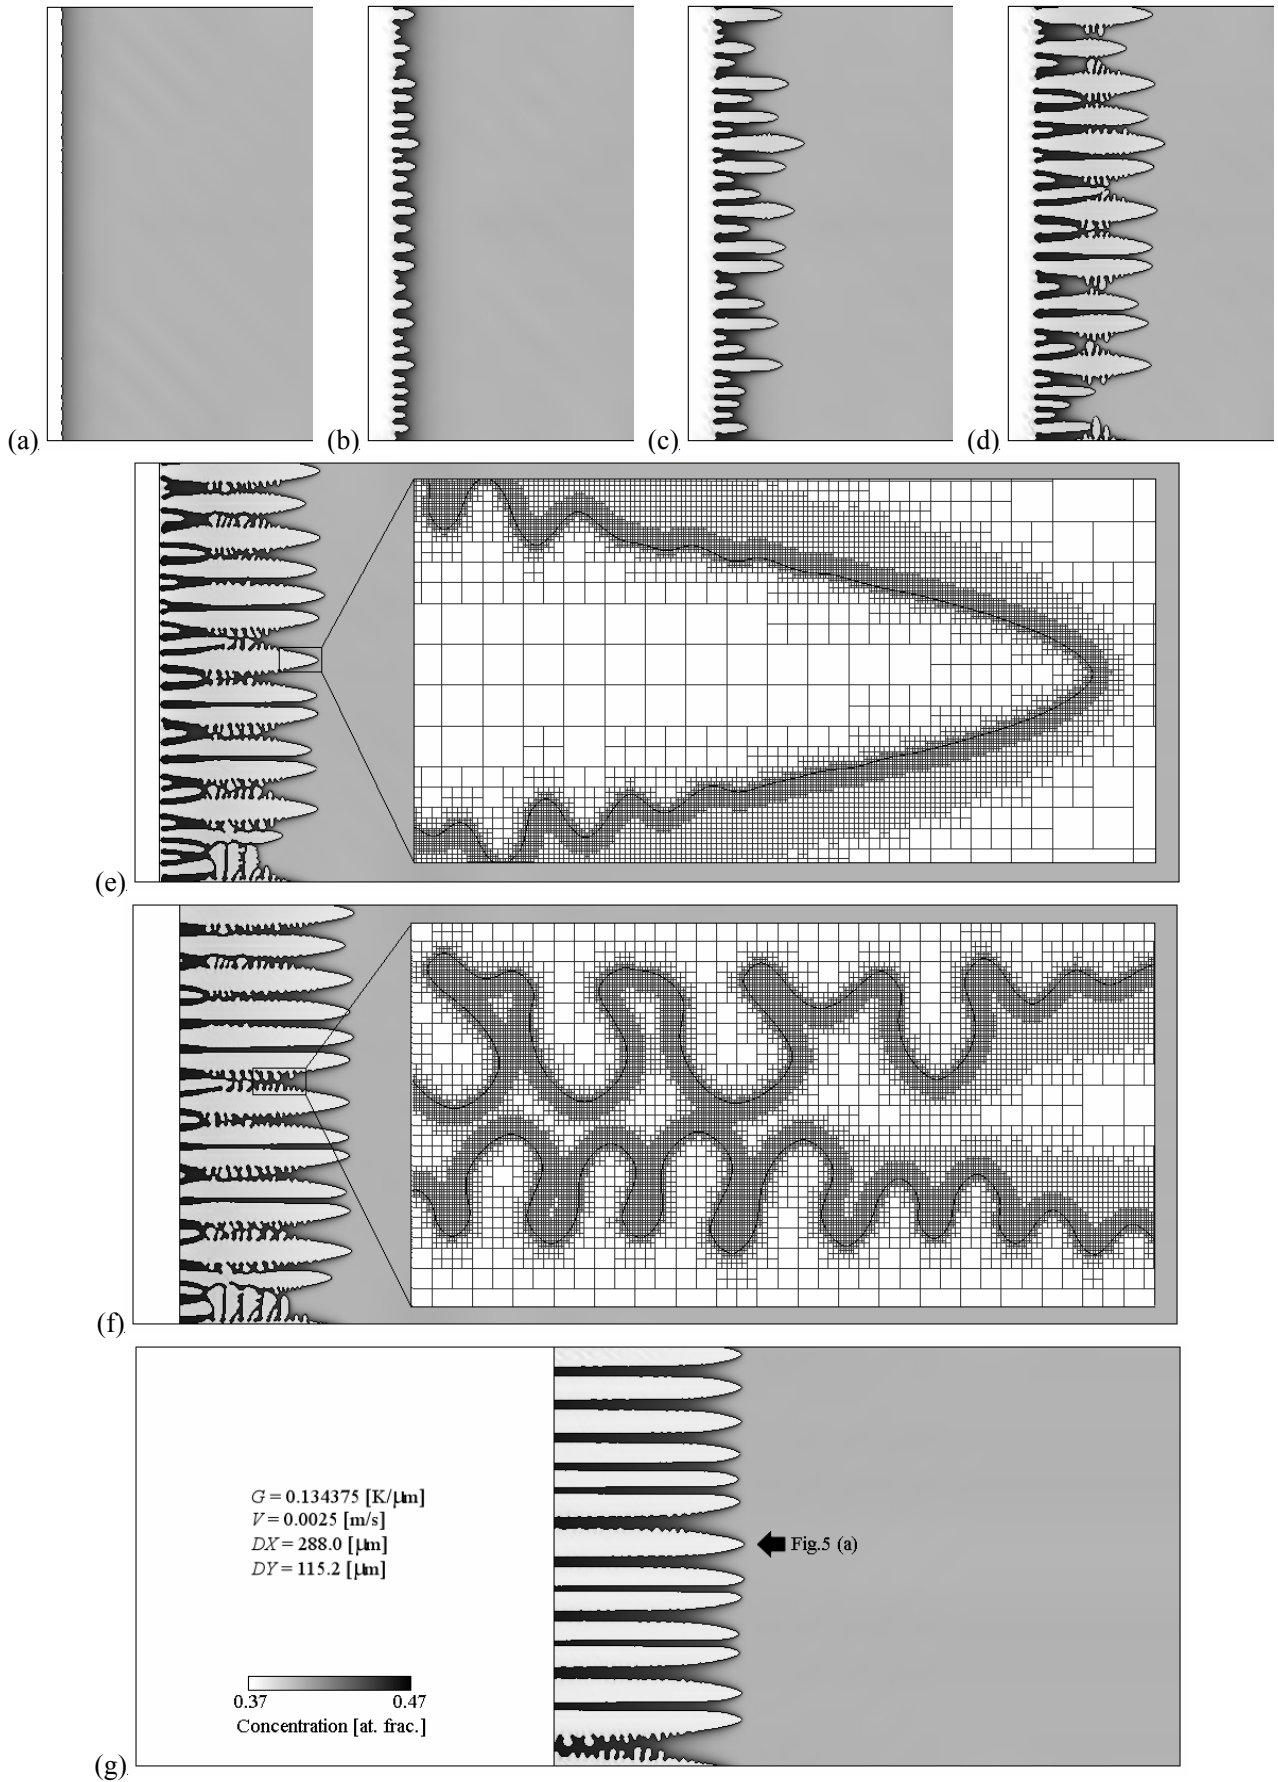 (a)
(b)
(c)
(d)
(e)
(f)
G = 0.134375 [K/μm]
V = 0.0025 [m/s]
DX = 288.0 [μm]
DY = 115.2 [μm]
Fig.5 (a)
0.37 0.47
Concentration [at. frac.]
(g)